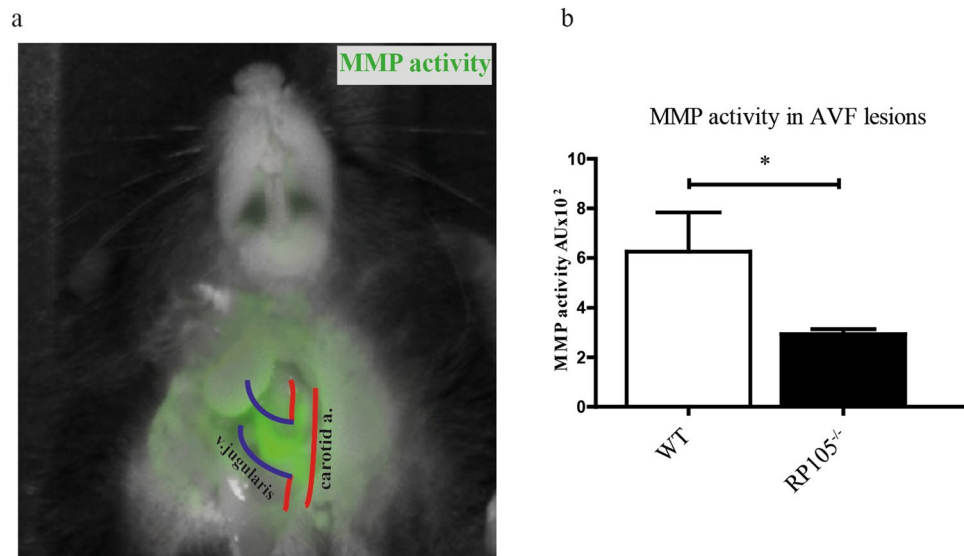 a
MMP activity
v.jugularis
carotid a.
b
MMP activity in AVF lesions
*
MMP activity AUx10²
10
8
6
4
2
0
WT
RP105⁻/⁻